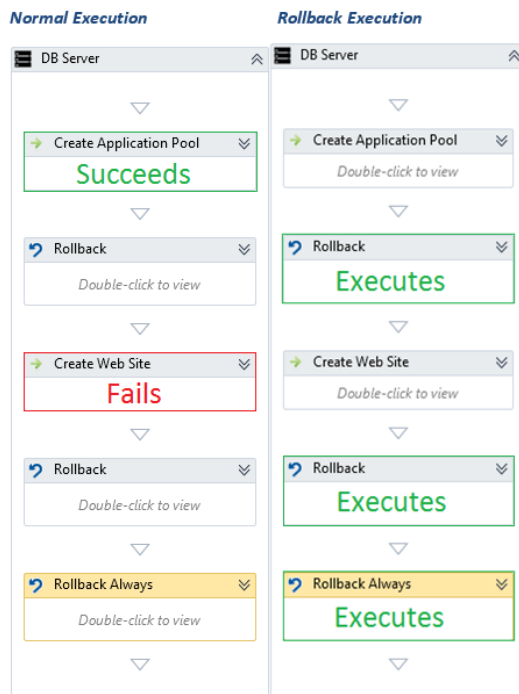 Normal Execution
DB Server
Create Application Pool
Succeeds
Rollback
Double-click to view
Create Web Site
Fails
Rollback
Double-click to view
Rollback Always
Double-click to view
Rollback Execution
DB Server
Create Application Pool
Double-click to view
Rollback
Executes
Create Web Site
Double-click to view
Rollback
Executes
Rollback Always
Executes